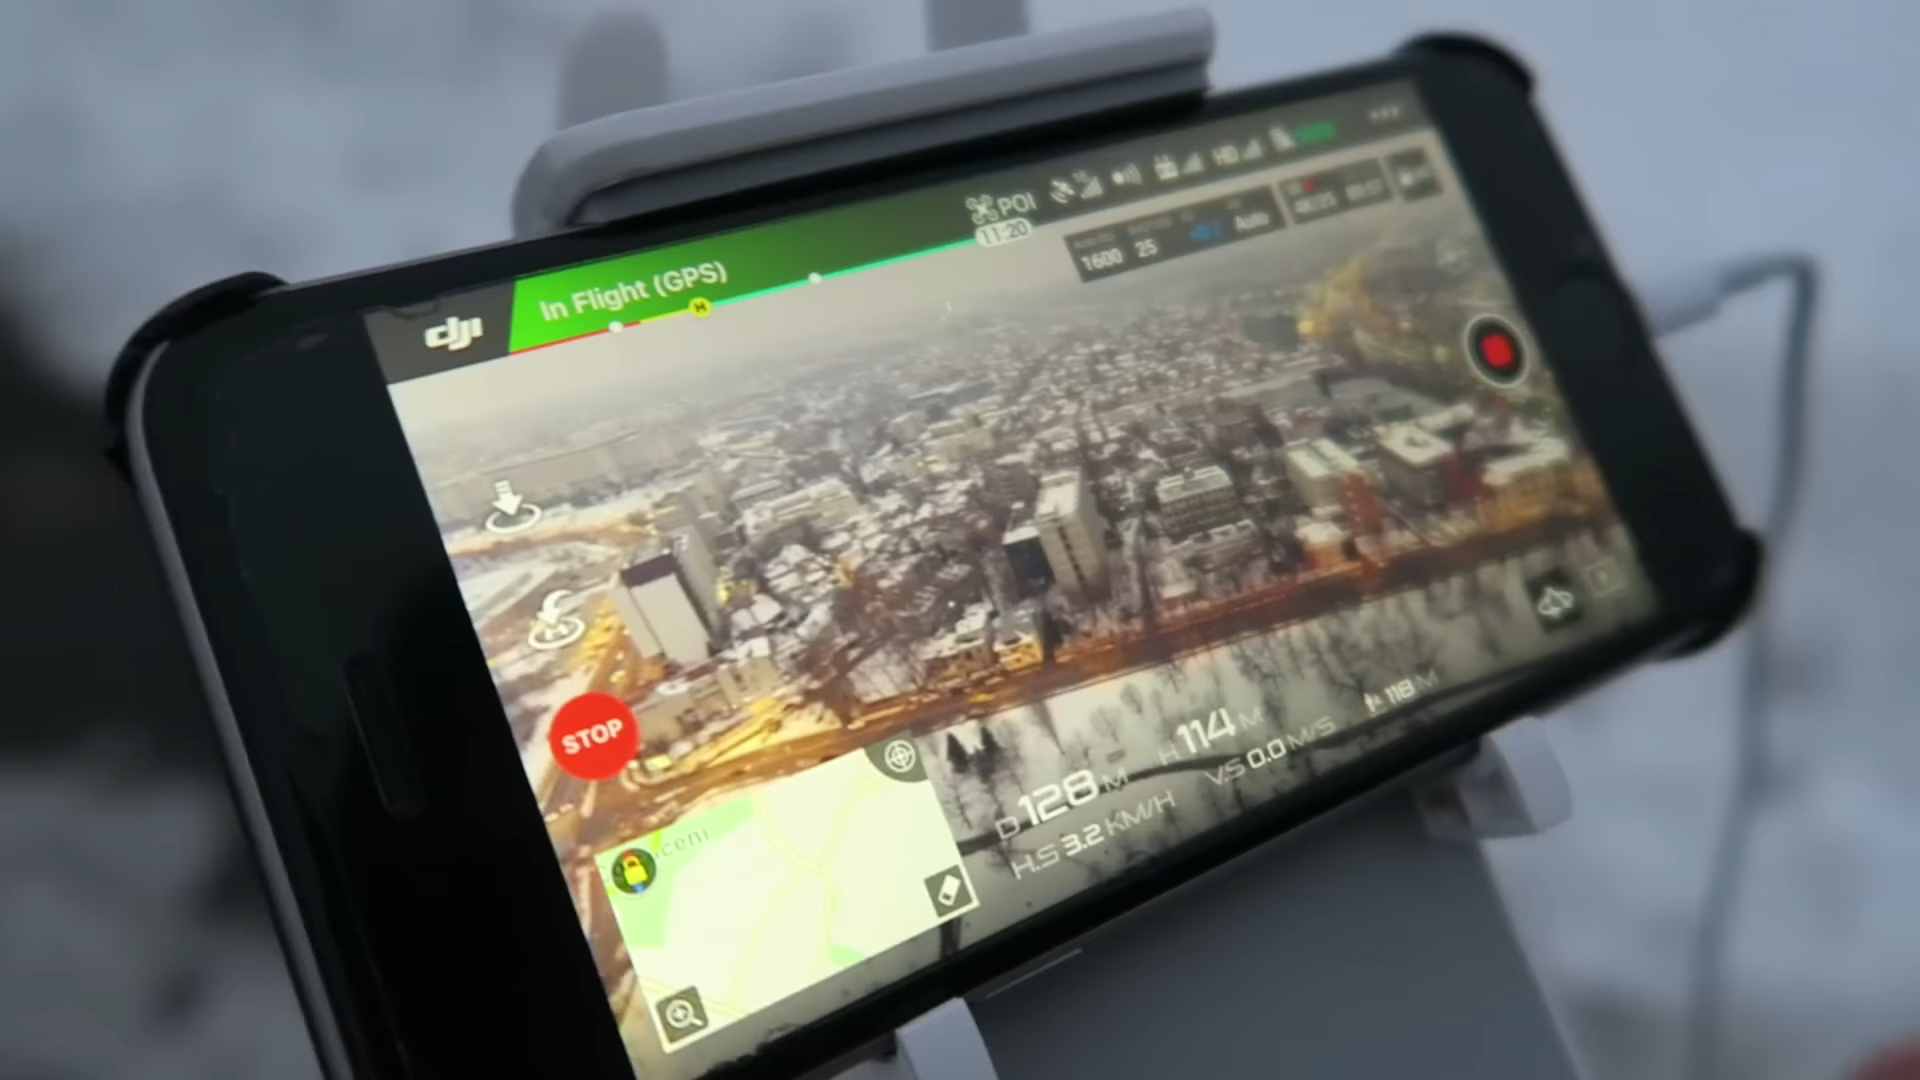 dji
In Flight (GPS)
POI
11:20
HD
1600 25 Auto
STOP
H
D 128 M H 114 M
H.S 3.2 KM/H V.S 0.0 M/S 118 M